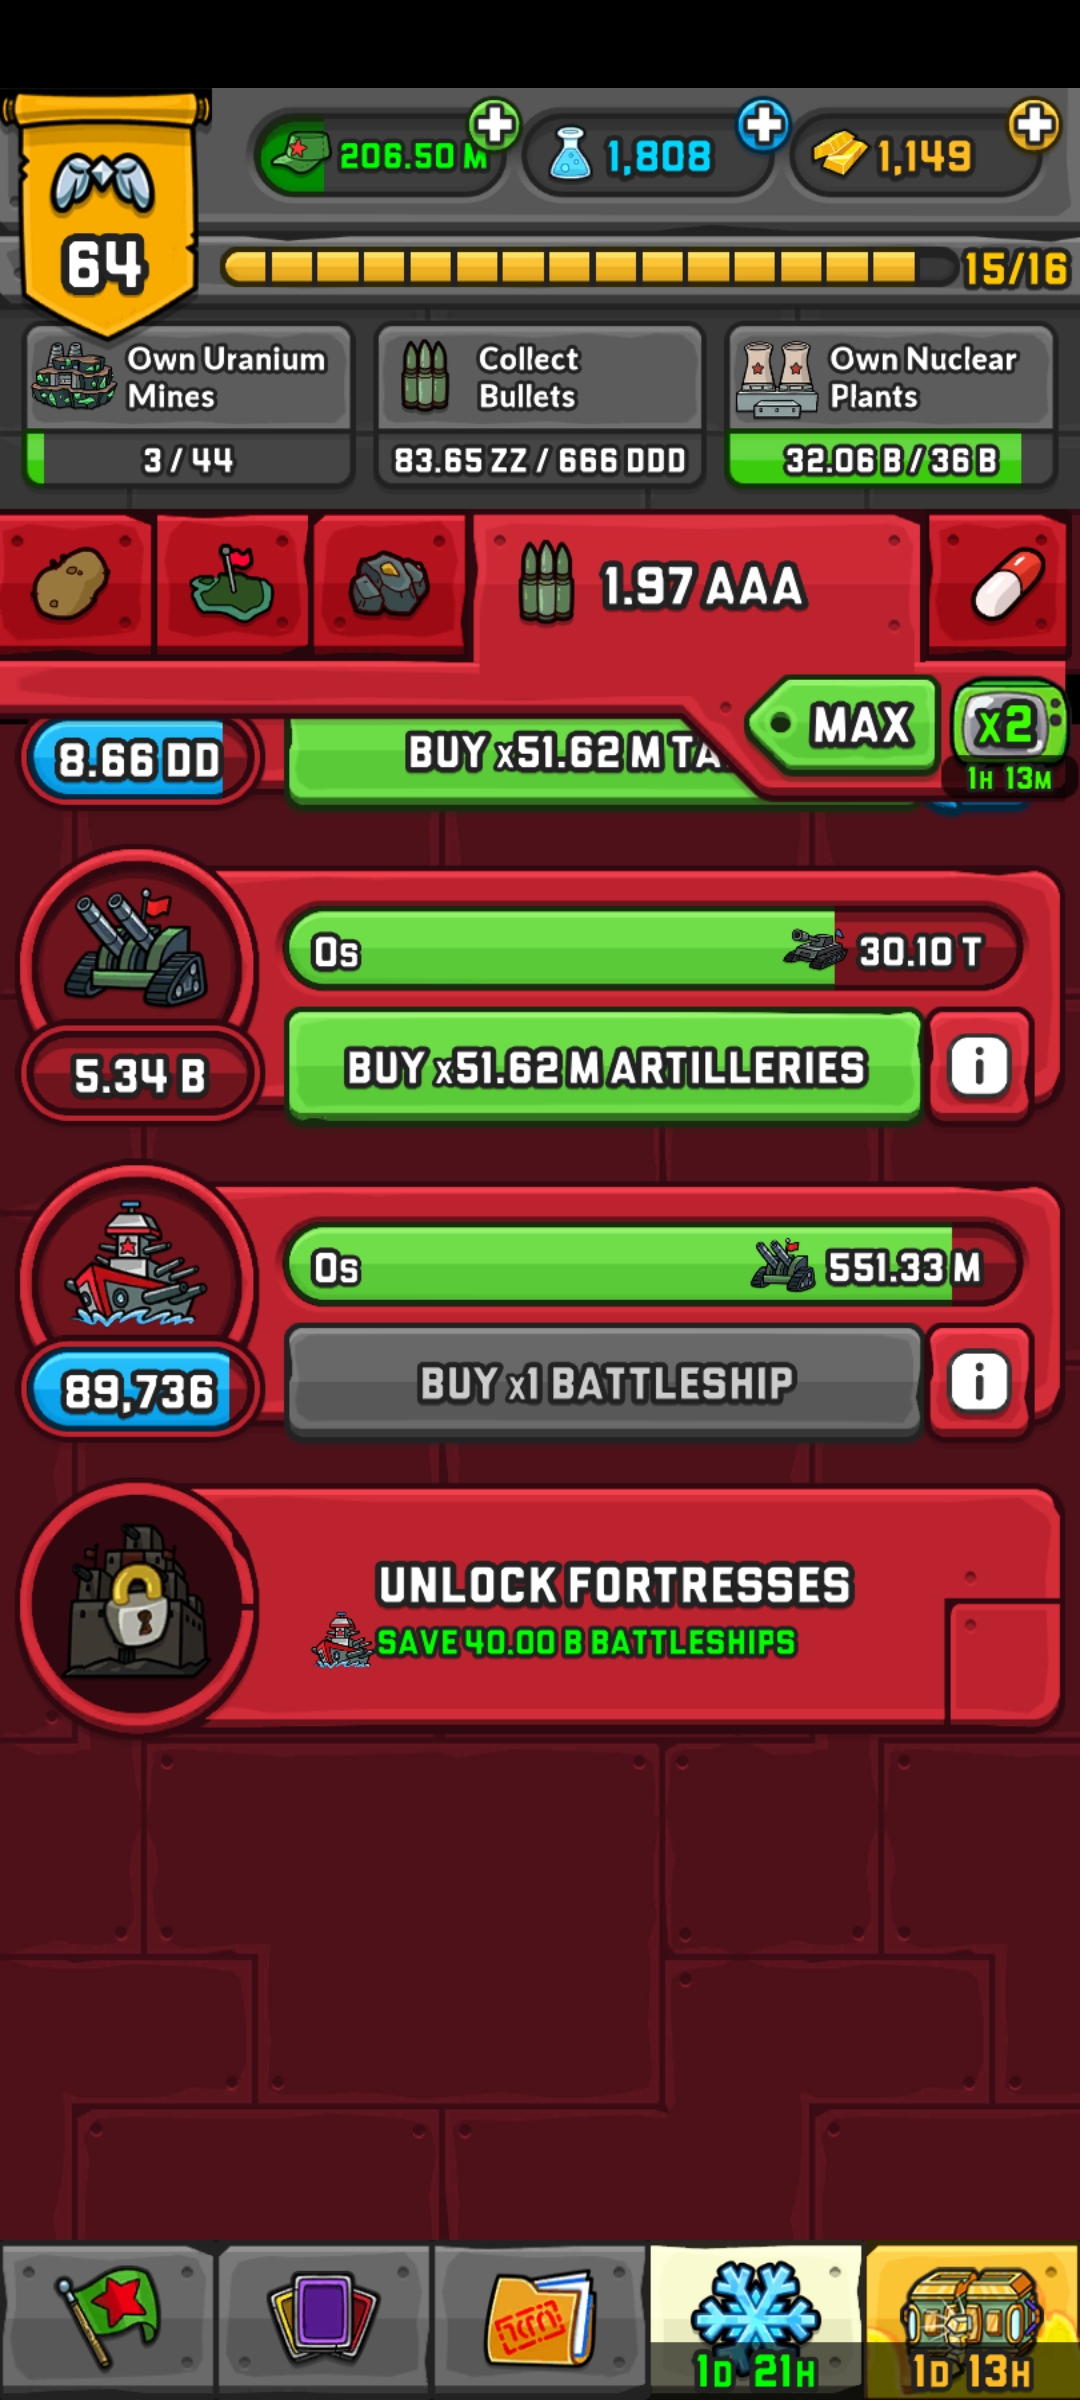 206.50 M
1,808
1,149
64
15/16
Own Uranium
Mines
3 / 44
Collect
Bullets
83.65 ZZ / 666 DDD
Own Nuclear
Plants
32.06 B / 36 B
1.97 AAA
MAX
x2
1H 13M
8.66 DD
BUY x51.62 M TA
0s
30.10 T
5.34 B
BUY x51.62 M ARTILLERIES
i
0s
551.33 M
89,736
BUY x1 BATTLESHIP
i
UNLOCK FORTRESSES
SAVE 40.00 B BATTLESHIPS
1D 21H
1D 13H